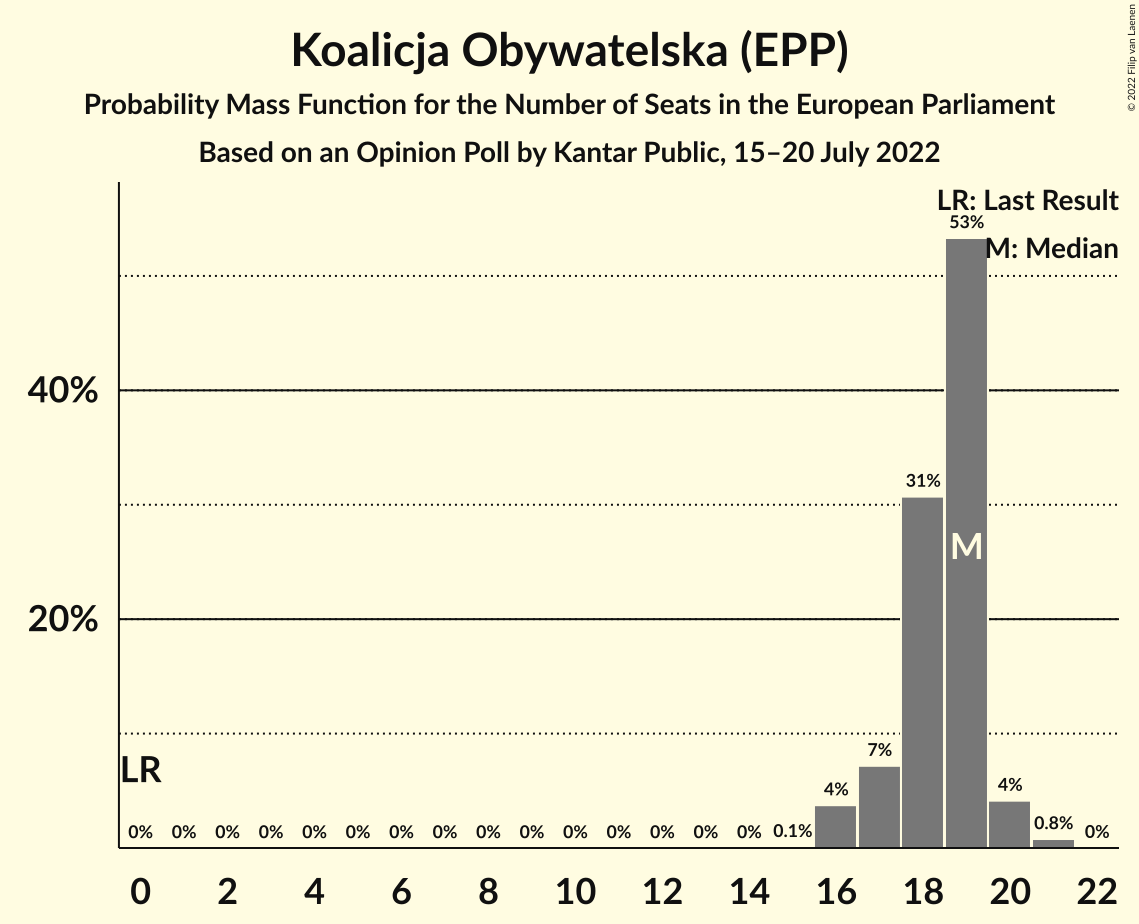 Koalicja Obywatelska (EPP)
Probability Mass Function for the Number of Seats in the European Parliament
Based on an Opinion Poll by Kantar Public, 15–20 July 2022
© 2022 Filip van Laenen
LR: Last Result
53%
M: Median
40%
31%
M
20%
7%
LR
4%
4%
0% 0% 0% 0% 0% 0% 0% 0% 0% 0% 0% 0% 0% 0% 0% 0.1% 0.8% 0%
0 2 4 6 8 10 12 14 16 18 20 22